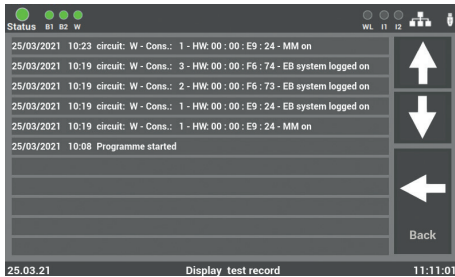 Status B1 B2 W WL I1 I2
25/03/2021 10:23 circuit: W - Cons.: 1 - HW: 00 : 00 : E9 : 24 - MM on
25/03/2021 10:19 circuit: W - Cons.: 3 - HW: 00 : 00 : F6 : 74 - EB system logged on
25/03/2021 10:19 circuit: W - Cons.: 2 - HW: 00 : 00 : F6 : 73 - EB system logged on
25/03/2021 10:19 circuit: W - Cons.: 1 - HW: 00 : 00 : E9 : 24 - EB system logged on
25/03/2021 10:19 circuit: W - Cons.: 1 - HW: 00 : 00 : E9 : 24 - MM on
25/03/2021 10:08 Programme started
Back
25.03.21 Display test record 11:11:01